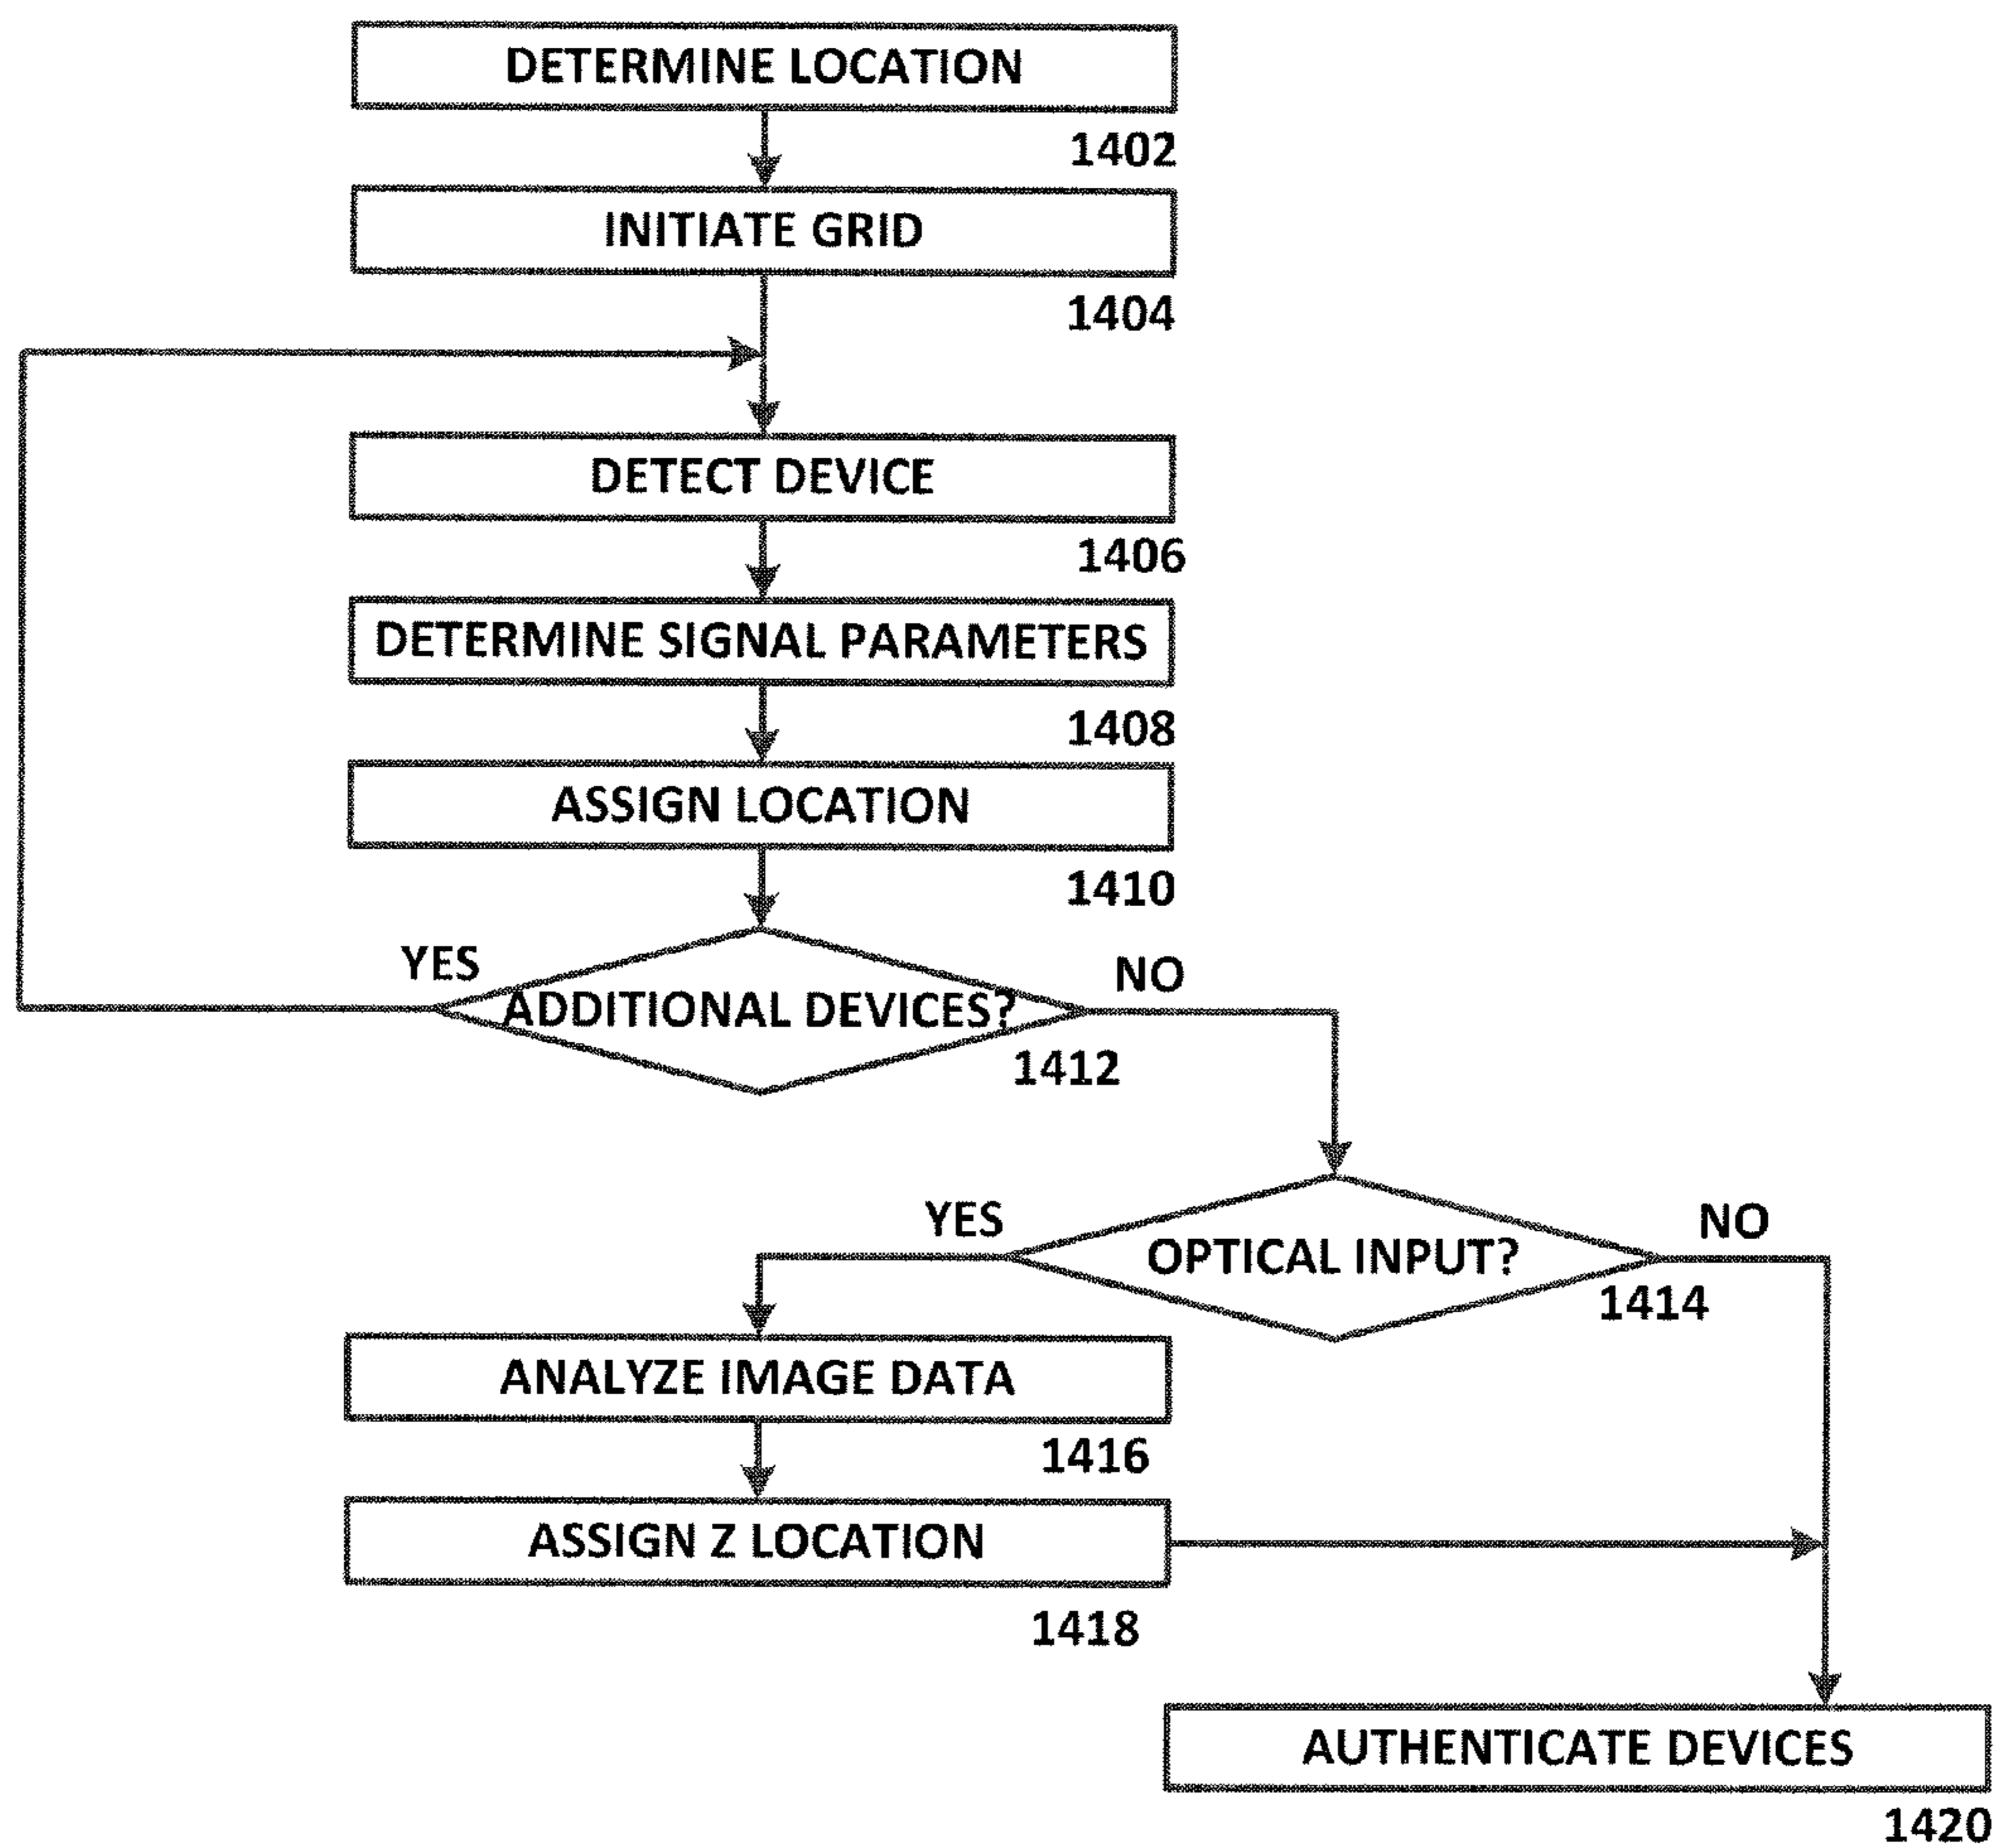 DETERMINE LOCATION
1402
INITIATE GRID
1404
DETECT DEVICE
1406
DETERMINE SIGNAL PARAMETERS
1408
ASSIGN LOCATION
1410
YES
NO
ADDITIONAL DEVICES?
1412
YES
NO
OPTICAL INPUT?
1414
ANALYZE IMAGE DATA
1416
ASSIGN Z LOCATION
1418
AUTHENTICATE DEVICES
1420